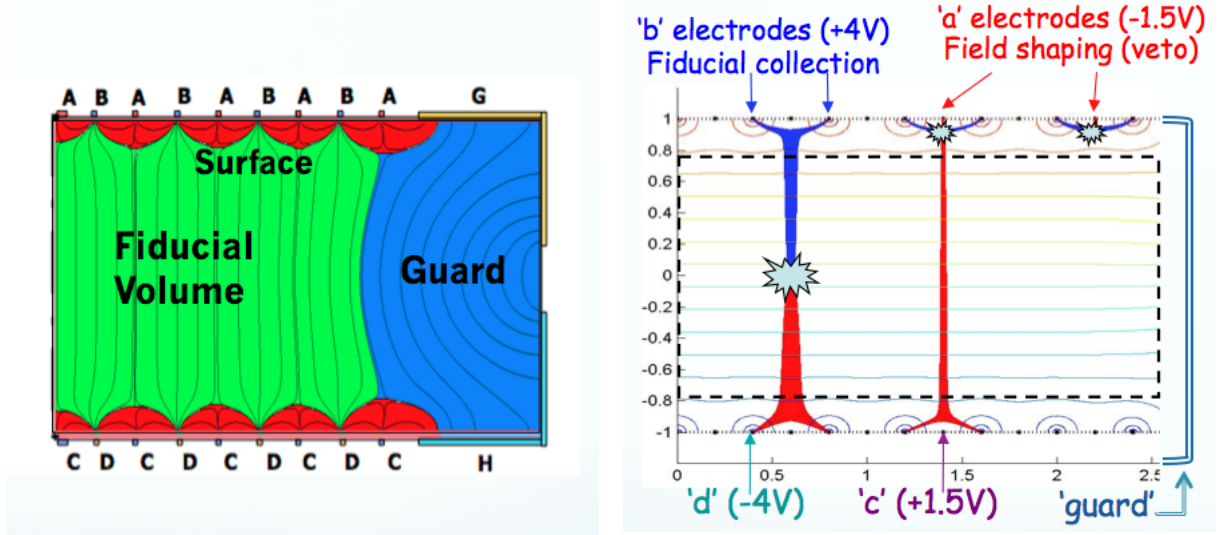 A B A B A B A B A G
Surface
Fiducial
Volume
Guard
C D C D C D C D C H
'b' electrodes (+4V)
Fiducial collection
'a' electrodes (-1.5V)
Field shaping (veto)
1
0.8
0.6
0.4
0.2
0
-0.2
-0.4
-0.6
-0.8
-1
0 0.5 1 1.5 2 2.5
'd' (-4V)
'c' (+1.5V)
'guard'